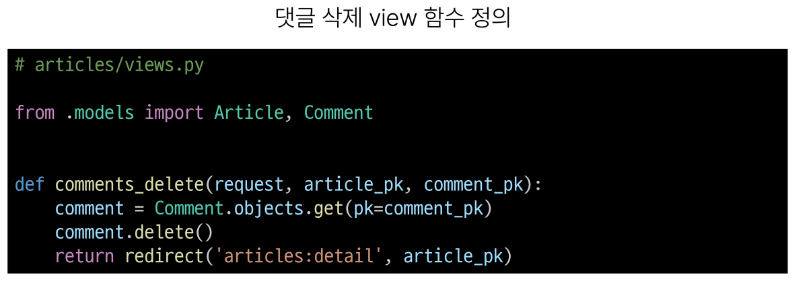 댓글 삭제 view 함수 정의
# articles/views.py
from .models import Article, Comment
def comments_delete(request, article_pk, comment_pk):
    comment = Comment.objects.get(pk=comment_pk)
    comment.delete()
    return redirect('articles:detail', article_pk)